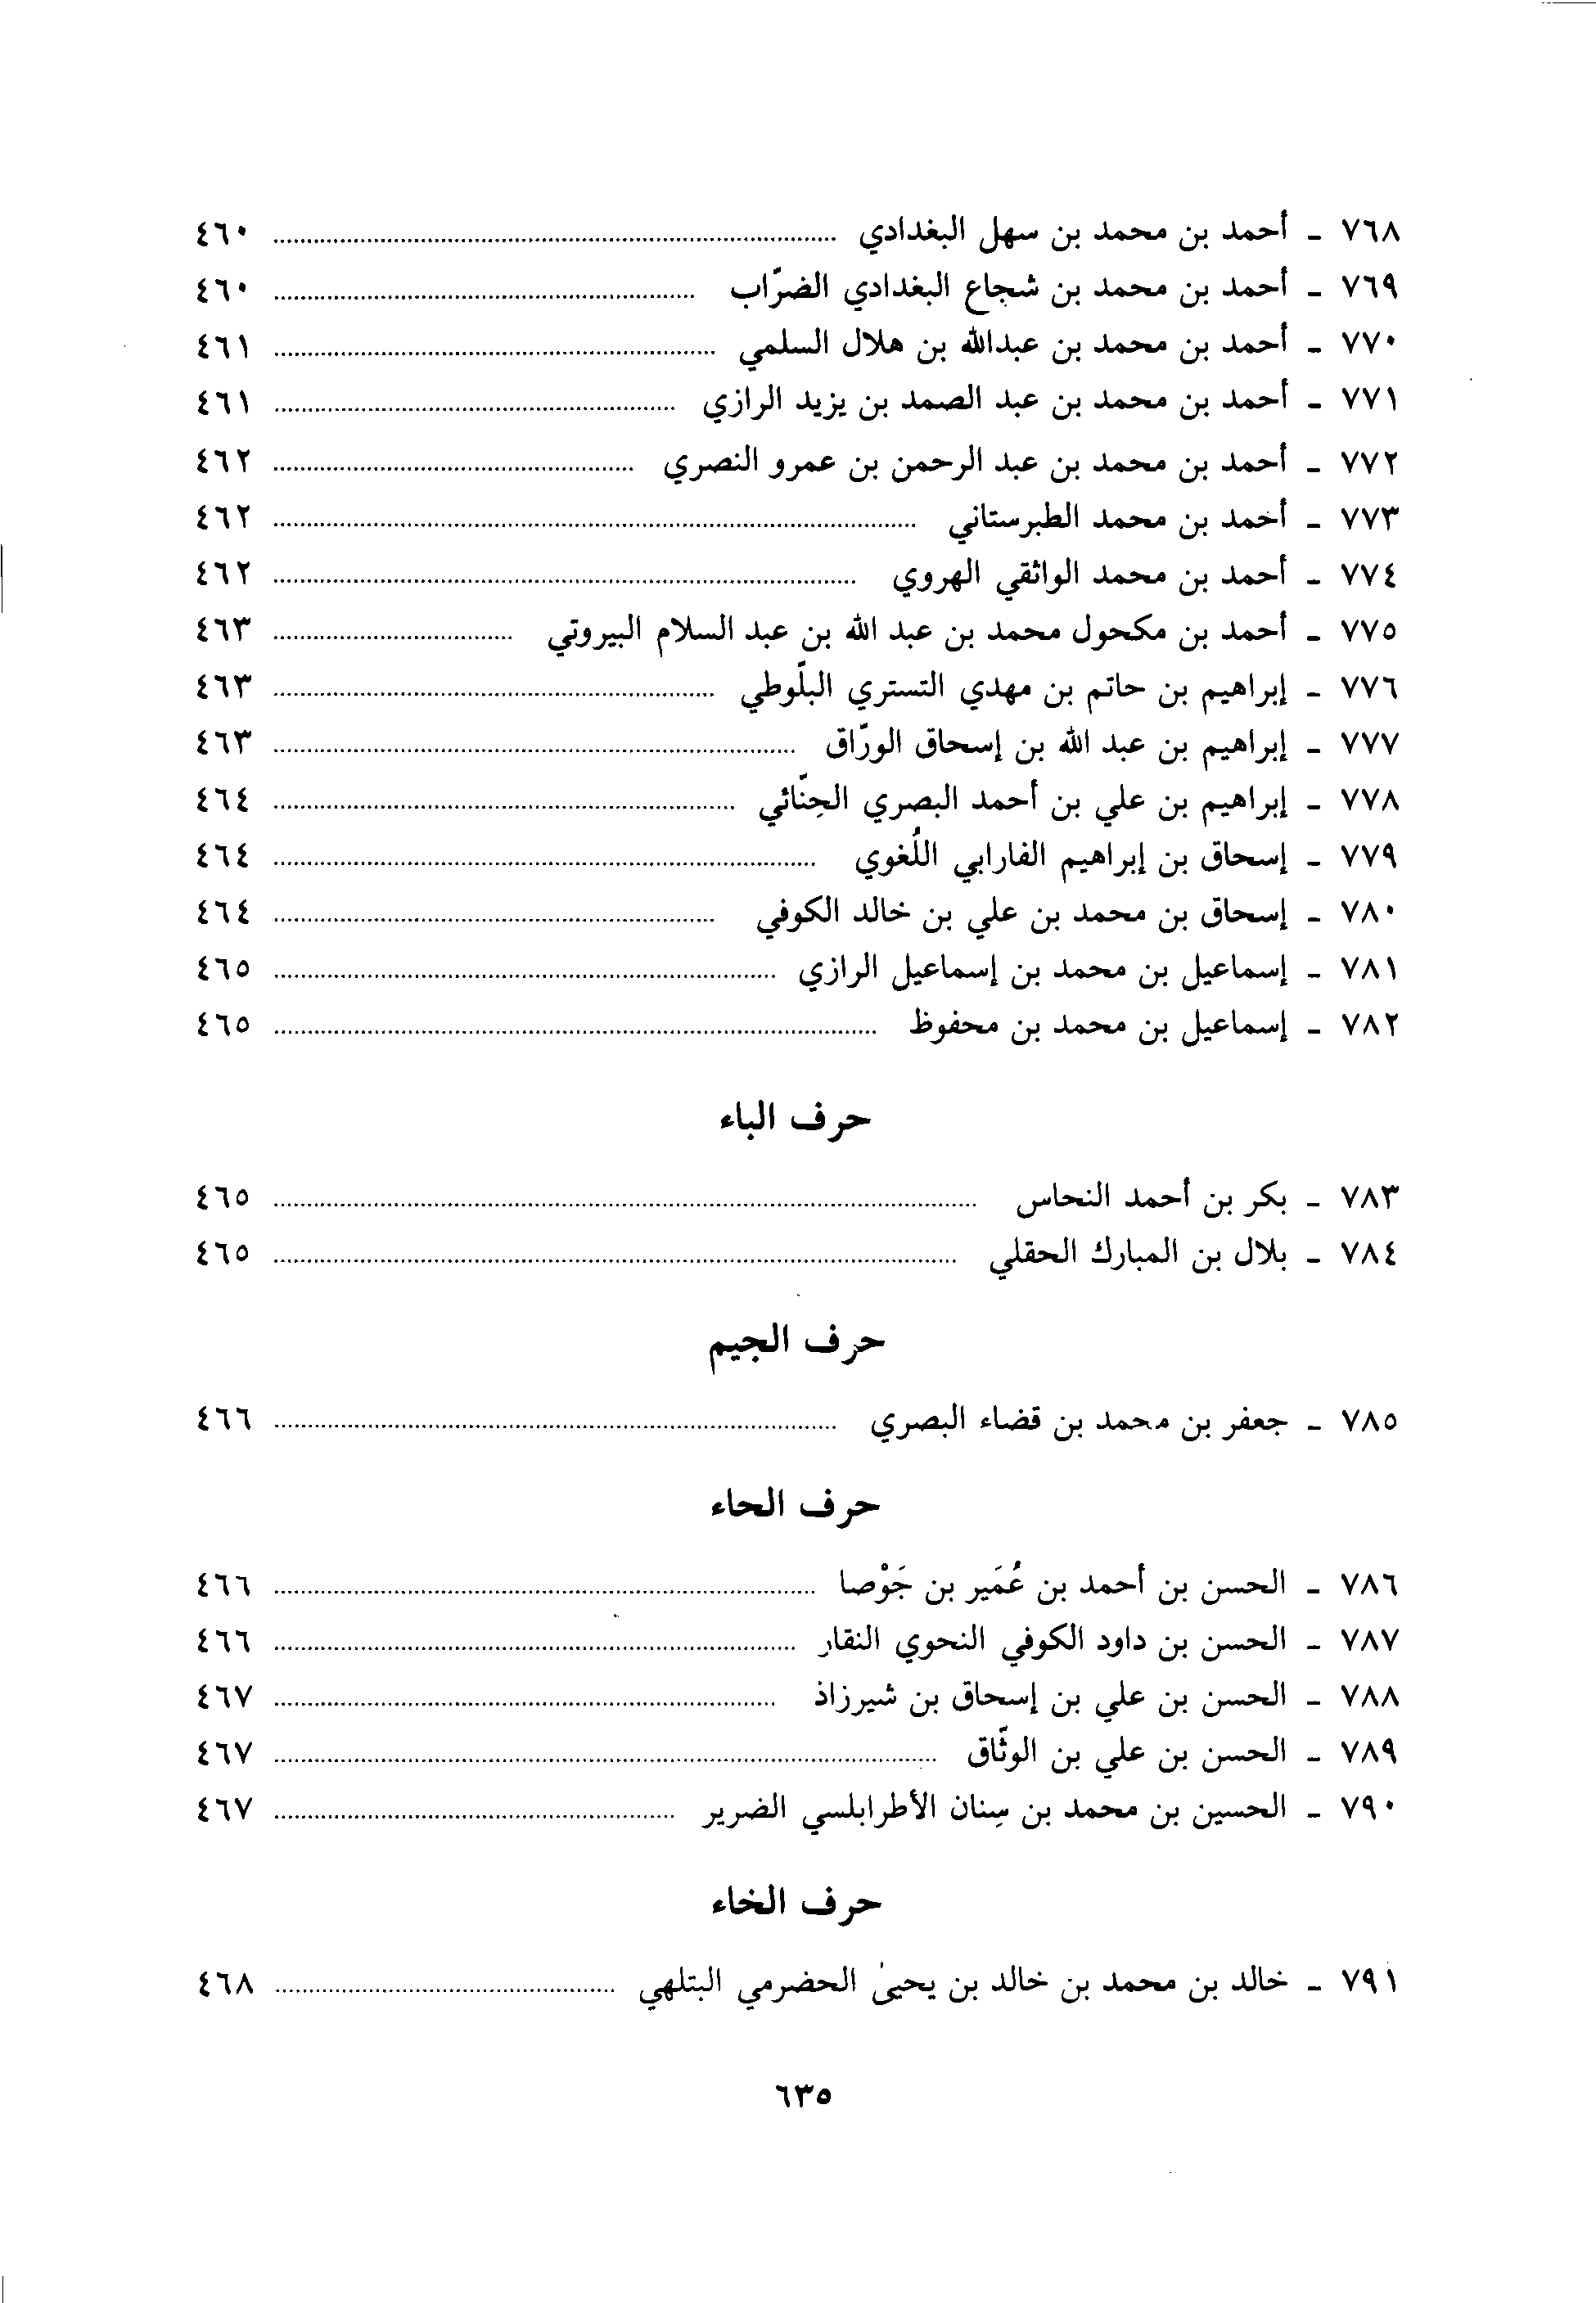 ٧٦٨ - أحمد بن محمد بن سهل البغدادي ........ ٤٦٠
٧٦٩ - أحمد بن محمد بن شجاع البغدادي الضرّاب ........ ٤٦٠
٧٧٠ - أحمد بن محمد بن عبدالله بن هلال السلمي ........ ٤٦١
٧٧١ - أحمد بن محمد بن عبد الصمد بن يزيد الرازي ........ ٤٦١
٧٧٢ - أحمد بن محمد بن عبد الرحمن بن عمرو النصري ........ ٤٦٢
٧٧٣ - أحمد بن محمد الطبرستاني ........ ٤٦٢
٧٧٤ - أحمد بن محمد الواثقي الهروي ........ ٤٦٢
٧٧٥ - أحمد بن مكحول محمد بن عبد الله بن عبد السلام البيروتي ........ ٤٦٣
٧٧٦ - إبراهيم بن حاتم بن مهدي التستري البلّوطي ........ ٤٦٣
٧٧٧ - إبراهيم بن عبد الله بن إسحاق الورّاق ........ ٤٦٣
٧٧٨ - إبراهيم بن علي بن أحمد البصري الحِنّائي ........ ٤٦٤
٧٧٩ - إسحاق بن إبراهيم الفارابي اللُغوي ........ ٤٦٤
٧٨٠ - إسحاق بن محمد بن علي بن خالد الكوفي ........ ٤٦٤
٧٨١ - إسماعيل بن محمد بن إسماعيل الرازي ........ ٤٦٥
٧٨٢ - إسماعيل بن محمد بن محفوظ ........ ٤٦٥
حرف الباء
٧٨٣ - بكر بن أحمد النحاس ........ ٤٦٥
٧٨٤ - بلال بن المبارك الحقلي ........ ٤٦٥
حرف الجيم
٧٨٥ - جعفر بن محمد بن قضاء البصري ........ ٤٦٦
حرف الحاء
٧٨٦ - الحسن بن أحمد بن عُمَير بن جَوْصا ........ ٤٦٦
٧٨٧ - الحسن بن داود الكوفي النحوي النقار ........ ٤٦٦
٧٨٨ - الحسن بن علي بن إسحاق بن شيرزاذ ........ ٤٦٧
٧٨٩ - الحسن بن علي بن الوثّاق ........ ٤٦٧
٧٩٠ - الحسين بن محمد بن سِنان الأطرابلسي الضرير ........ ٤٦٧
حرف الخاء
٧٩١ - خالد بن محمد بن خالد بن يحيىٰ الحضرمي البتلهي ........ ٤٦٨
٦٣٥